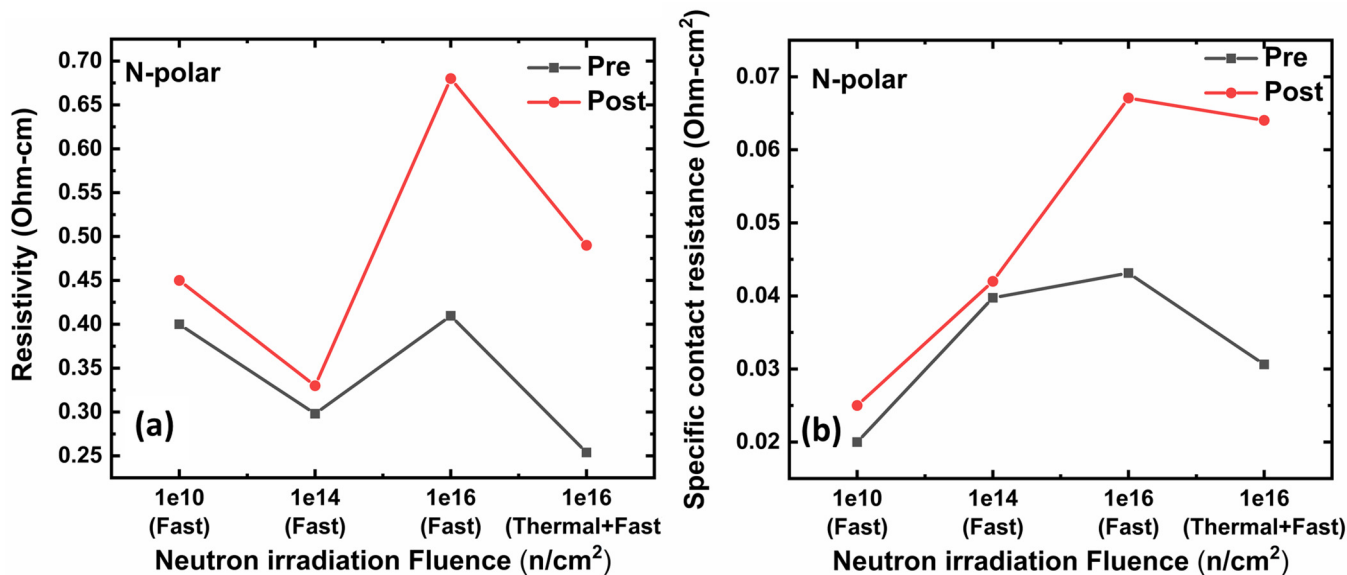 N-polar
Pre
Post
Resistivity (Ohm-cm)
0.70
0.65
0.60
0.55
0.50
0.45
0.40
0.35
0.30
0.25
(a)
1e10 1e14 1e16 1e16
(Fast) (Fast) (Fast) (Thermal+Fast
Neutron irradiation Fluence (n/cm²)
N-polar
Pre
Post
Specific contact resistance (Ohm-cm²)
0.07
0.06
0.05
0.04
0.03
0.02
(b)
1e10 1e14 1e16 1e16
(Fast) (Fast) (Fast) (Thermal+Fast
Neutron irradiation Fluence (n/cm²)